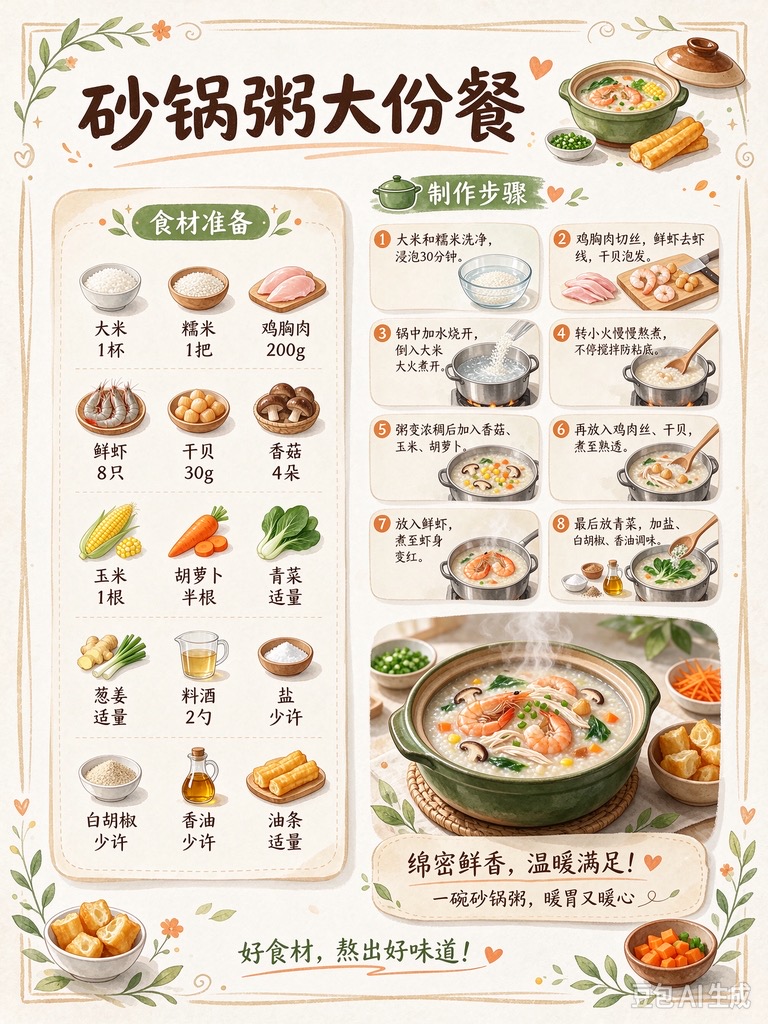 砂锅粥大份餐
食材准备
大米
1杯
糯米
1把
鸡胸肉
200g
鲜虾
8只
干贝
30g
香菇
4朵
玉米
1根
胡萝卜
半根
青菜
适量
葱姜
适量
料酒
2勺
盐
少许
白胡椒
少许
香油
少许
油条
适量
制作步骤
1 大米和糯米洗净，
浸泡30分钟。
2 鸡胸肉切丝，鲜虾去虾
线，干贝泡发。
3 锅中加水烧开，
倒入大米
大火煮开。
4 转小火慢慢熬煮，
不停搅拌防粘底。
5 粥变浓稠后加入香菇、
玉米、胡萝卜。
6 再放入鸡肉丝、干贝，
煮至熟透。
7 放入鲜虾，
煮至虾身
变红。
8 最后放青菜，加盐、
白胡椒、香油调味。
绵密鲜香，温暖满足！
一碗砂锅粥，暖胃又暖心
好食材，熬出好味道！
豆包AI生成